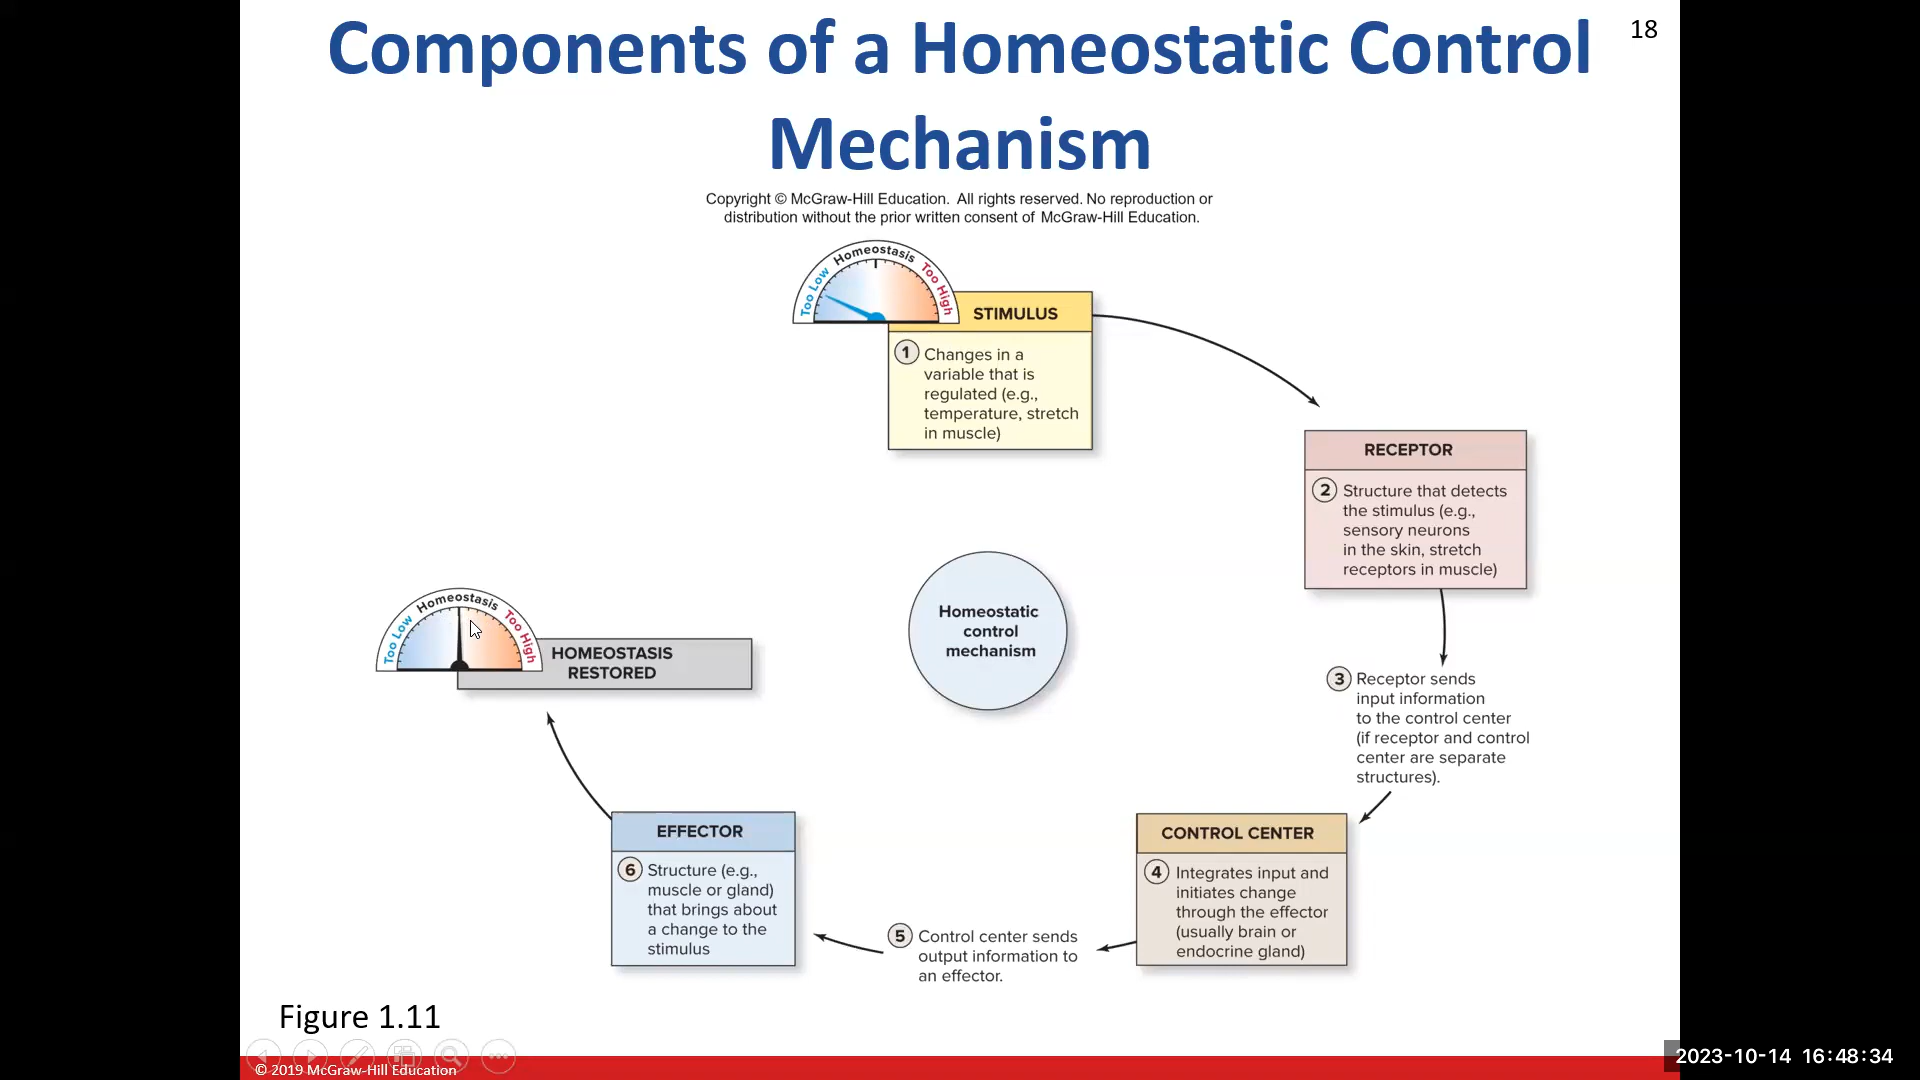 Components of a Homeostatic Control
Mechanism
18
Copyright © McGraw-Hill Education. All rights reserved. No reproduction or
distribution without the prior written consent of McGraw-Hill Education.
Too Low
Homeostasis
Too High
STIMULUS
1 Changes in a
variable that is
regulated (e.g.,
temperature, stretch
in muscle)
RECEPTOR
2 Structure that detects
the stimulus (e.g.,
sensory neurons
in the skin, stretch
receptors in muscle)
3 Receptor sends
input information
to the control center
(if receptor and control
center are separate
structures).
CONTROL CENTER
4 Integrates input and
initiates change
through the effector
(usually brain or
endocrine gland)
5 Control center sends
output information to
an effector.
EFFECTOR
6 Structure (e.g.,
muscle or gland)
that brings about
a change to the
stimulus
Too Low
Homeostasis
Too High
HOMEOSTASIS
RESTORED
Homeostatic
control
mechanism
Figure 1.11
© 2019 McGraw-Hill Education
2023-10-14 16:48:34